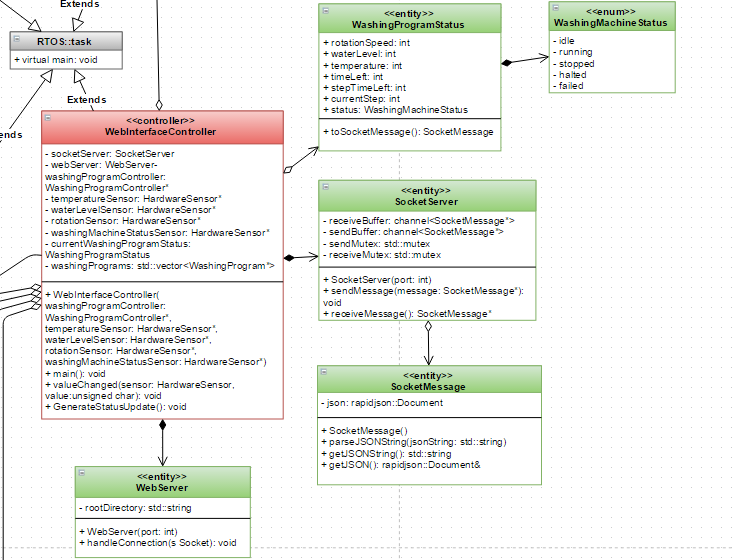 Extends
RTOS::task
+ virtual main: void
Extends
ends
<<controller>>
WebInterfaceController
- socketServer: SocketServer
- webServer: WebServer-
washingProgramController:
WashingProgramController*
- temperatureSensor: HardwareSensor*
- waterLevelSensor: HardwareSensor*
- rotationSensor: HardwareSensor*
- washingMachineStatusSensor: HardwareSensor*
- currentWashingProgramStatus:
WashingProgramStatus
- washingPrograms: std::vector<WashingProgram*>
+ WebInterfaceController(
washingProgramController:
WashingProgramController*,
temperatureSensor: HardwareSensor*,
waterLevelSensor: HardwareSensor*,
rotationSensor: HardwareSensor*,
washingMachineStatusSensor: HardwareSensor*)
+ main(): void
+ valueChanged(sensor: HardwareSensor,
value:unsigned char): void
+ GenerateStatusUpdate(): void
<<entity>>
WebServer
- rootDirectory: std::string
+ WebServer(port: int)
+ handleConnection(s Socket): void
<<entity>>
WashingProgramStatus
+ rotationSpeed: int
+ waterLevel: int
+ temperature: int
+ timeLeft: int
+ stepTimeLeft: int
+ currentStep: int
+ status: WashingMachineStatus
+ toSocketMessage(): SocketMessage
<<enum>>
WashingMachineStatus
- idle
- running
- stopped
- halted
- failed
<<entity>>
SocketServer
- receiveBuffer: channel<SocketMessage*>
- sendBuffer: channel<SocketMessage*>
- sendMutex: std::mutex
- receiveMutex: std::mutex
+ SocketServer(port: int)
+ sendMessage(message: SocketMessage*):
void
+ receiveMessage(): SocketMessage*
<<entity>>
SocketMessage
- json: rapidjson::Document
+ SocketMessage()
+ parseJSONString(jsonString: std::string)
+ getJSONString(): std::string
+ getJSON(): rapidjson::Document&